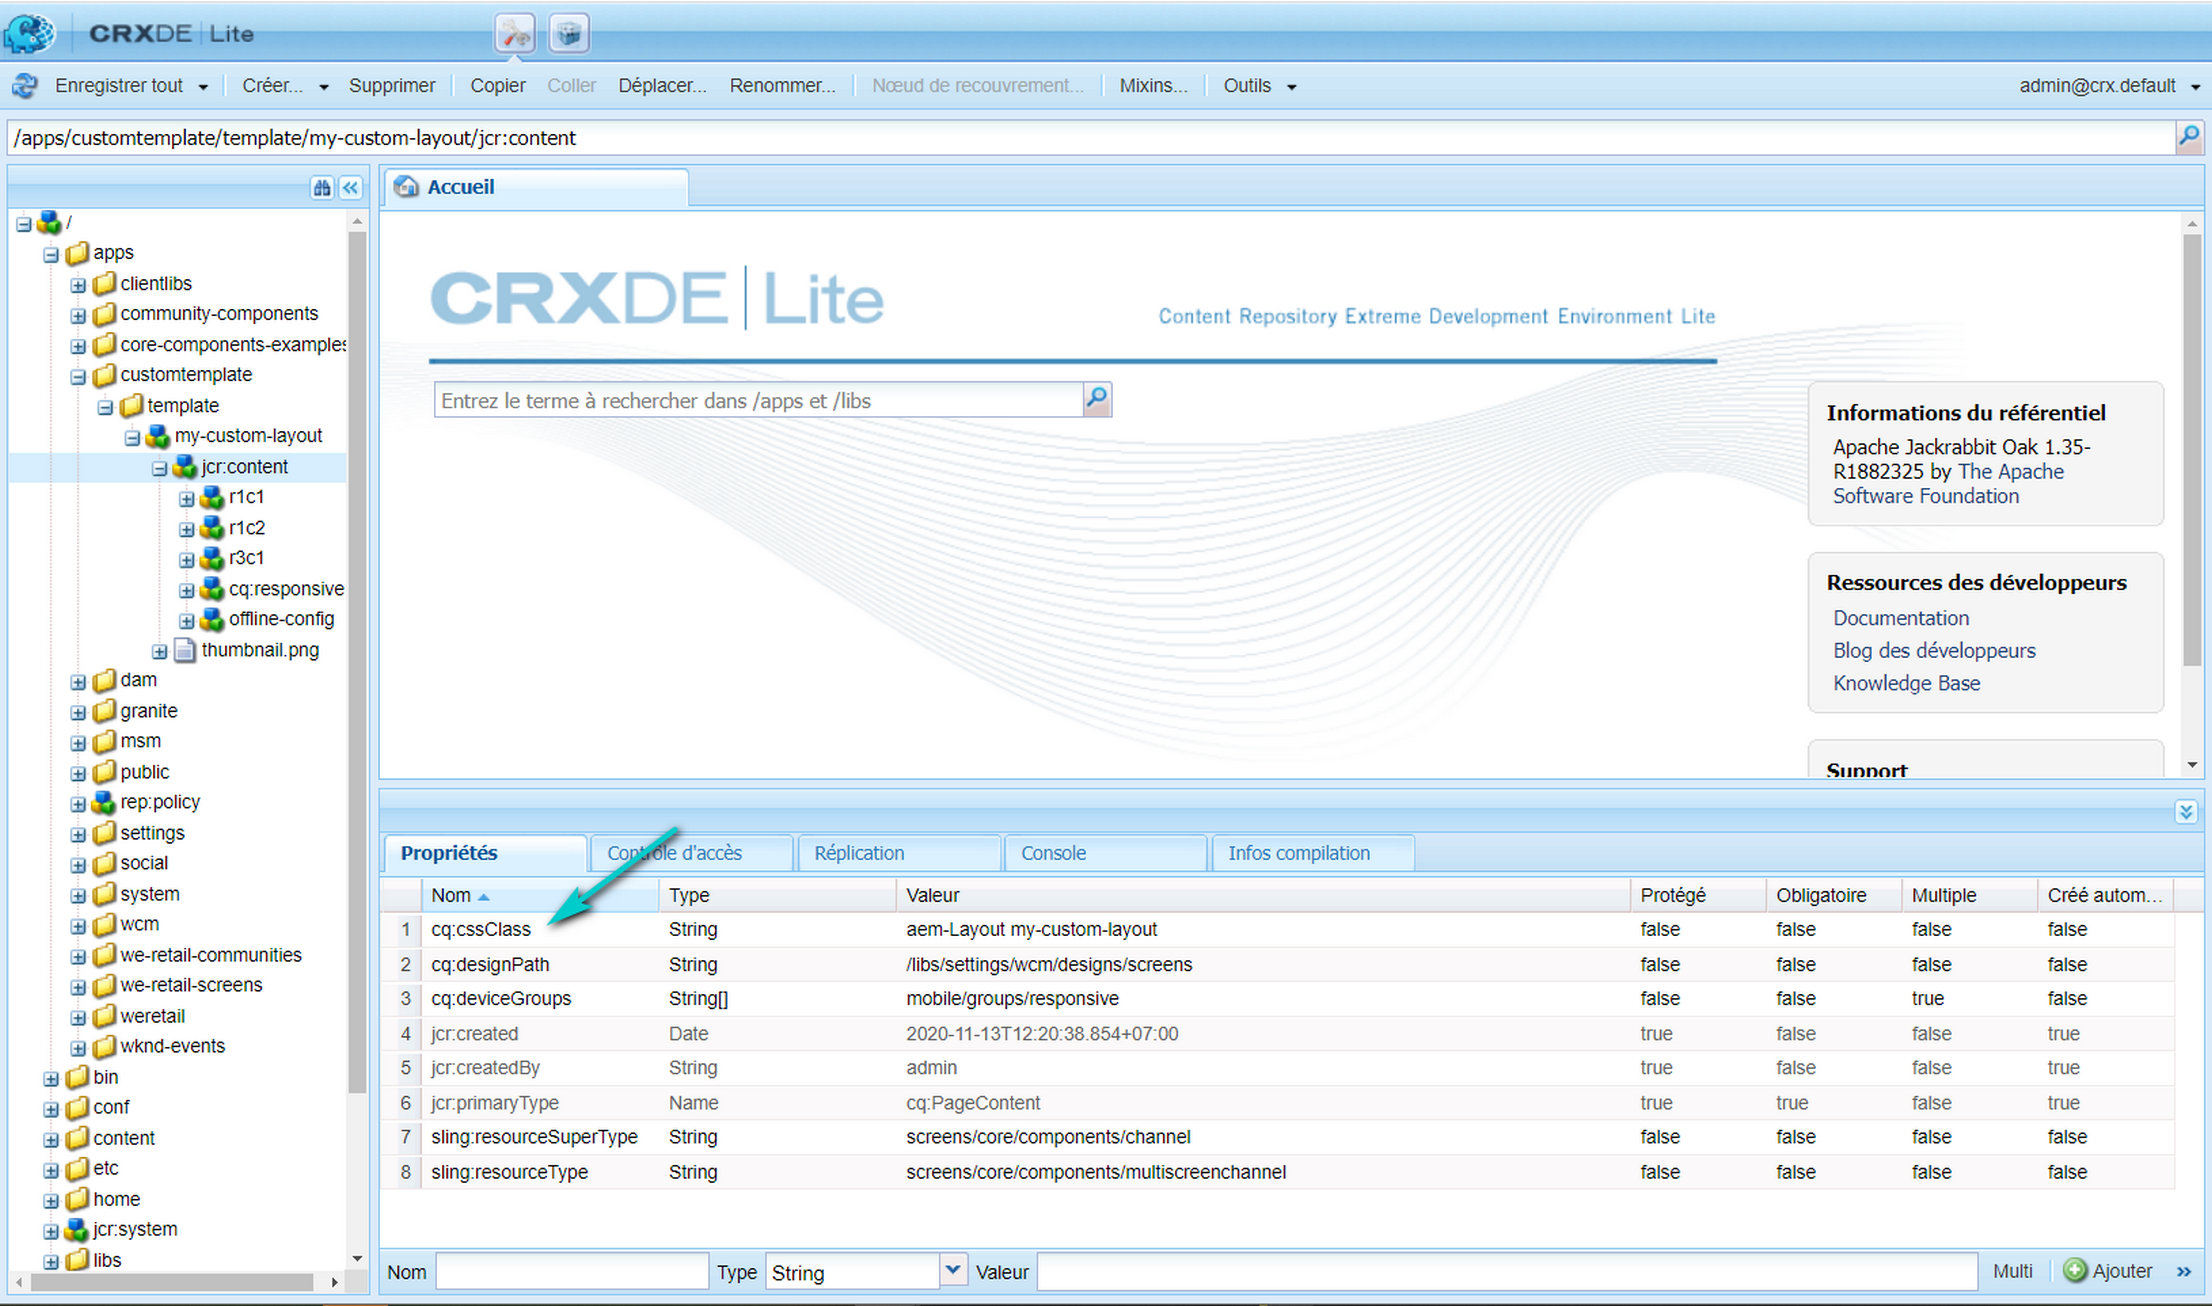 CRXDE | Lite
Enregistrer tout Créer... Supprimer Copier Coller Déplacer... Renommer... Nœud de recouvrement... Mixins... Outils admin@crx.default
/apps/customtemplate/template/my-custom-layout/jcr:content
Accueil
/
apps
clientlibs
community-components
core-components-examples
customtemplate
template
my-custom-layout
jcr:content
r1c1
r1c2
r3c1
cq:responsive
offline-config
thumbnail.png
dam
granite
msm
public
rep:policy
settings
social
system
wcm
we-retail-communities
we-retail-screens
weretail
wknd-events
bin
conf
content
etc
home
jcr:system
libs
CRXDE | Lite
Content Repository Extreme Development Environment Lite
Entrez le terme à rechercher dans /apps et /libs
Informations du référentiel
Apache Jackrabbit Oak 1.35-
R1882325 by The Apache
Software Foundation
Ressources des développeurs
Documentation
Blog des développeurs
Knowledge Base
Support
Propriétés Contrôle d'accès Réplication Console Infos compilation
Nom Type Valeur Protégé Obligatoire Multiple Créé autom...
1 cq:cssClass String aem-Layout my-custom-layout false false false false
2 cq:designPath String /libs/settings/wcm/designs/screens false false false false
3 cq:deviceGroups String[] mobile/groups/responsive false false true false
4 jcr:created Date 2020-11-13T12:20:38.854+07:00 true false false true
5 jcr:createdBy String admin true false false true
6 jcr:primaryType Name cq:PageContent true true false true
7 sling:resourceSuperType String screens/core/components/channel false false false false
8 sling:resourceType String screens/core/components/multiscreenchannel false false false false
Nom Type String Valeur Multi Ajouter »